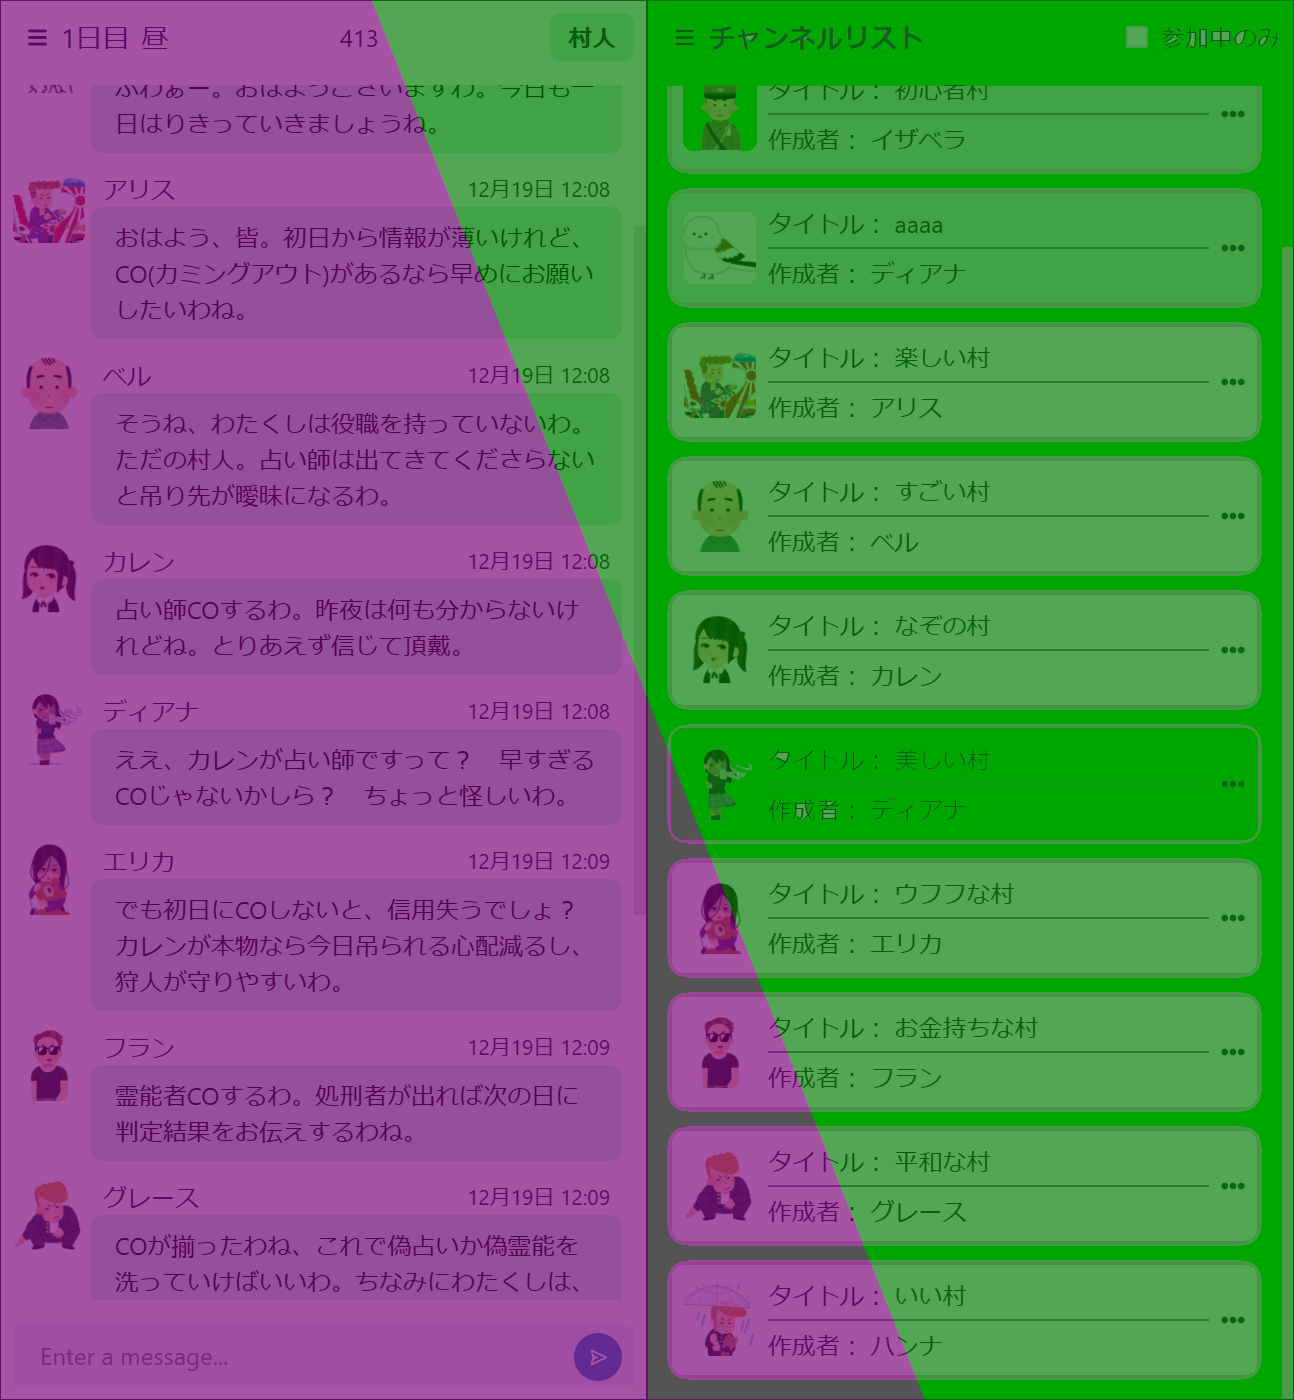 1日目 昼
413
村人
ふわぁー。おはようございますわ。今日も一
日はりきっていきましょうね。
アリス
12月19日 12:08
おはよう、皆。初日から情報が薄いけれど、
CO(カミングアウト)があるなら早めにお願い
したいわね。
ベル
12月19日 12:08
そうね、わたくしは役職を持っていないわ。
ただの村人。占い師は出てきてくださらない
と吊り先が曖昧になるわ。
カレン
12月19日 12:08
占い師COするわ。昨夜は何も分からないけ
れどね。とりあえず信じて頂戴。
ディアナ
12月19日 12:08
ええ、カレンが占い師ですって？　早すぎる
COじゃないかしら？　ちょっと怪しいわ。
エリカ
12月19日 12:09
でも初日にCOしないと、信用失うでしょ？
カレンが本物なら今日吊られる心配減るし、
狩人が守りやすいわ。
フラン
12月19日 12:09
霊能者COするわ。処刑者が出れば次の日に
判定結果をお伝えするわね。
グレース
12月19日 12:09
COが揃ったわね、これで偽占いか偽霊能を
洗っていけばいいわ。ちなみにわたくしは、
Enter a message...
チャンネルリスト
参加中のみ
タイトル： 初心者村
作成者： イザベラ
タイトル： aaaa
作成者： ディアナ
タイトル： 楽しい村
作成者： アリス
タイトル： すごい村
作成者： ベル
タイトル： なぞの村
作成者： カレン
タイトル： 美しい村
作成者： ディアナ
タイトル： ウフフな村
作成者： エリカ
タイトル： お金持ちな村
作成者： フラン
タイトル： 平和な村
作成者： グレース
タイトル： いい村
作成者： ハンナ